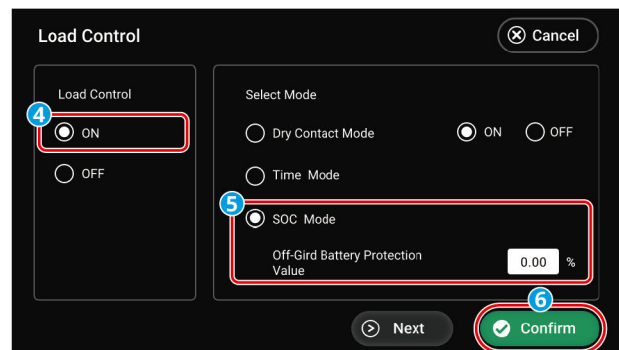 Load Control
Cancel
Load Control
4
ON
OFF
Select Mode
Dry Contact Mode
ON
OFF
Time Mode
5
SOC Mode
Off-Gird Battery Protection
Value
0.00 %
6
Next
Confirm